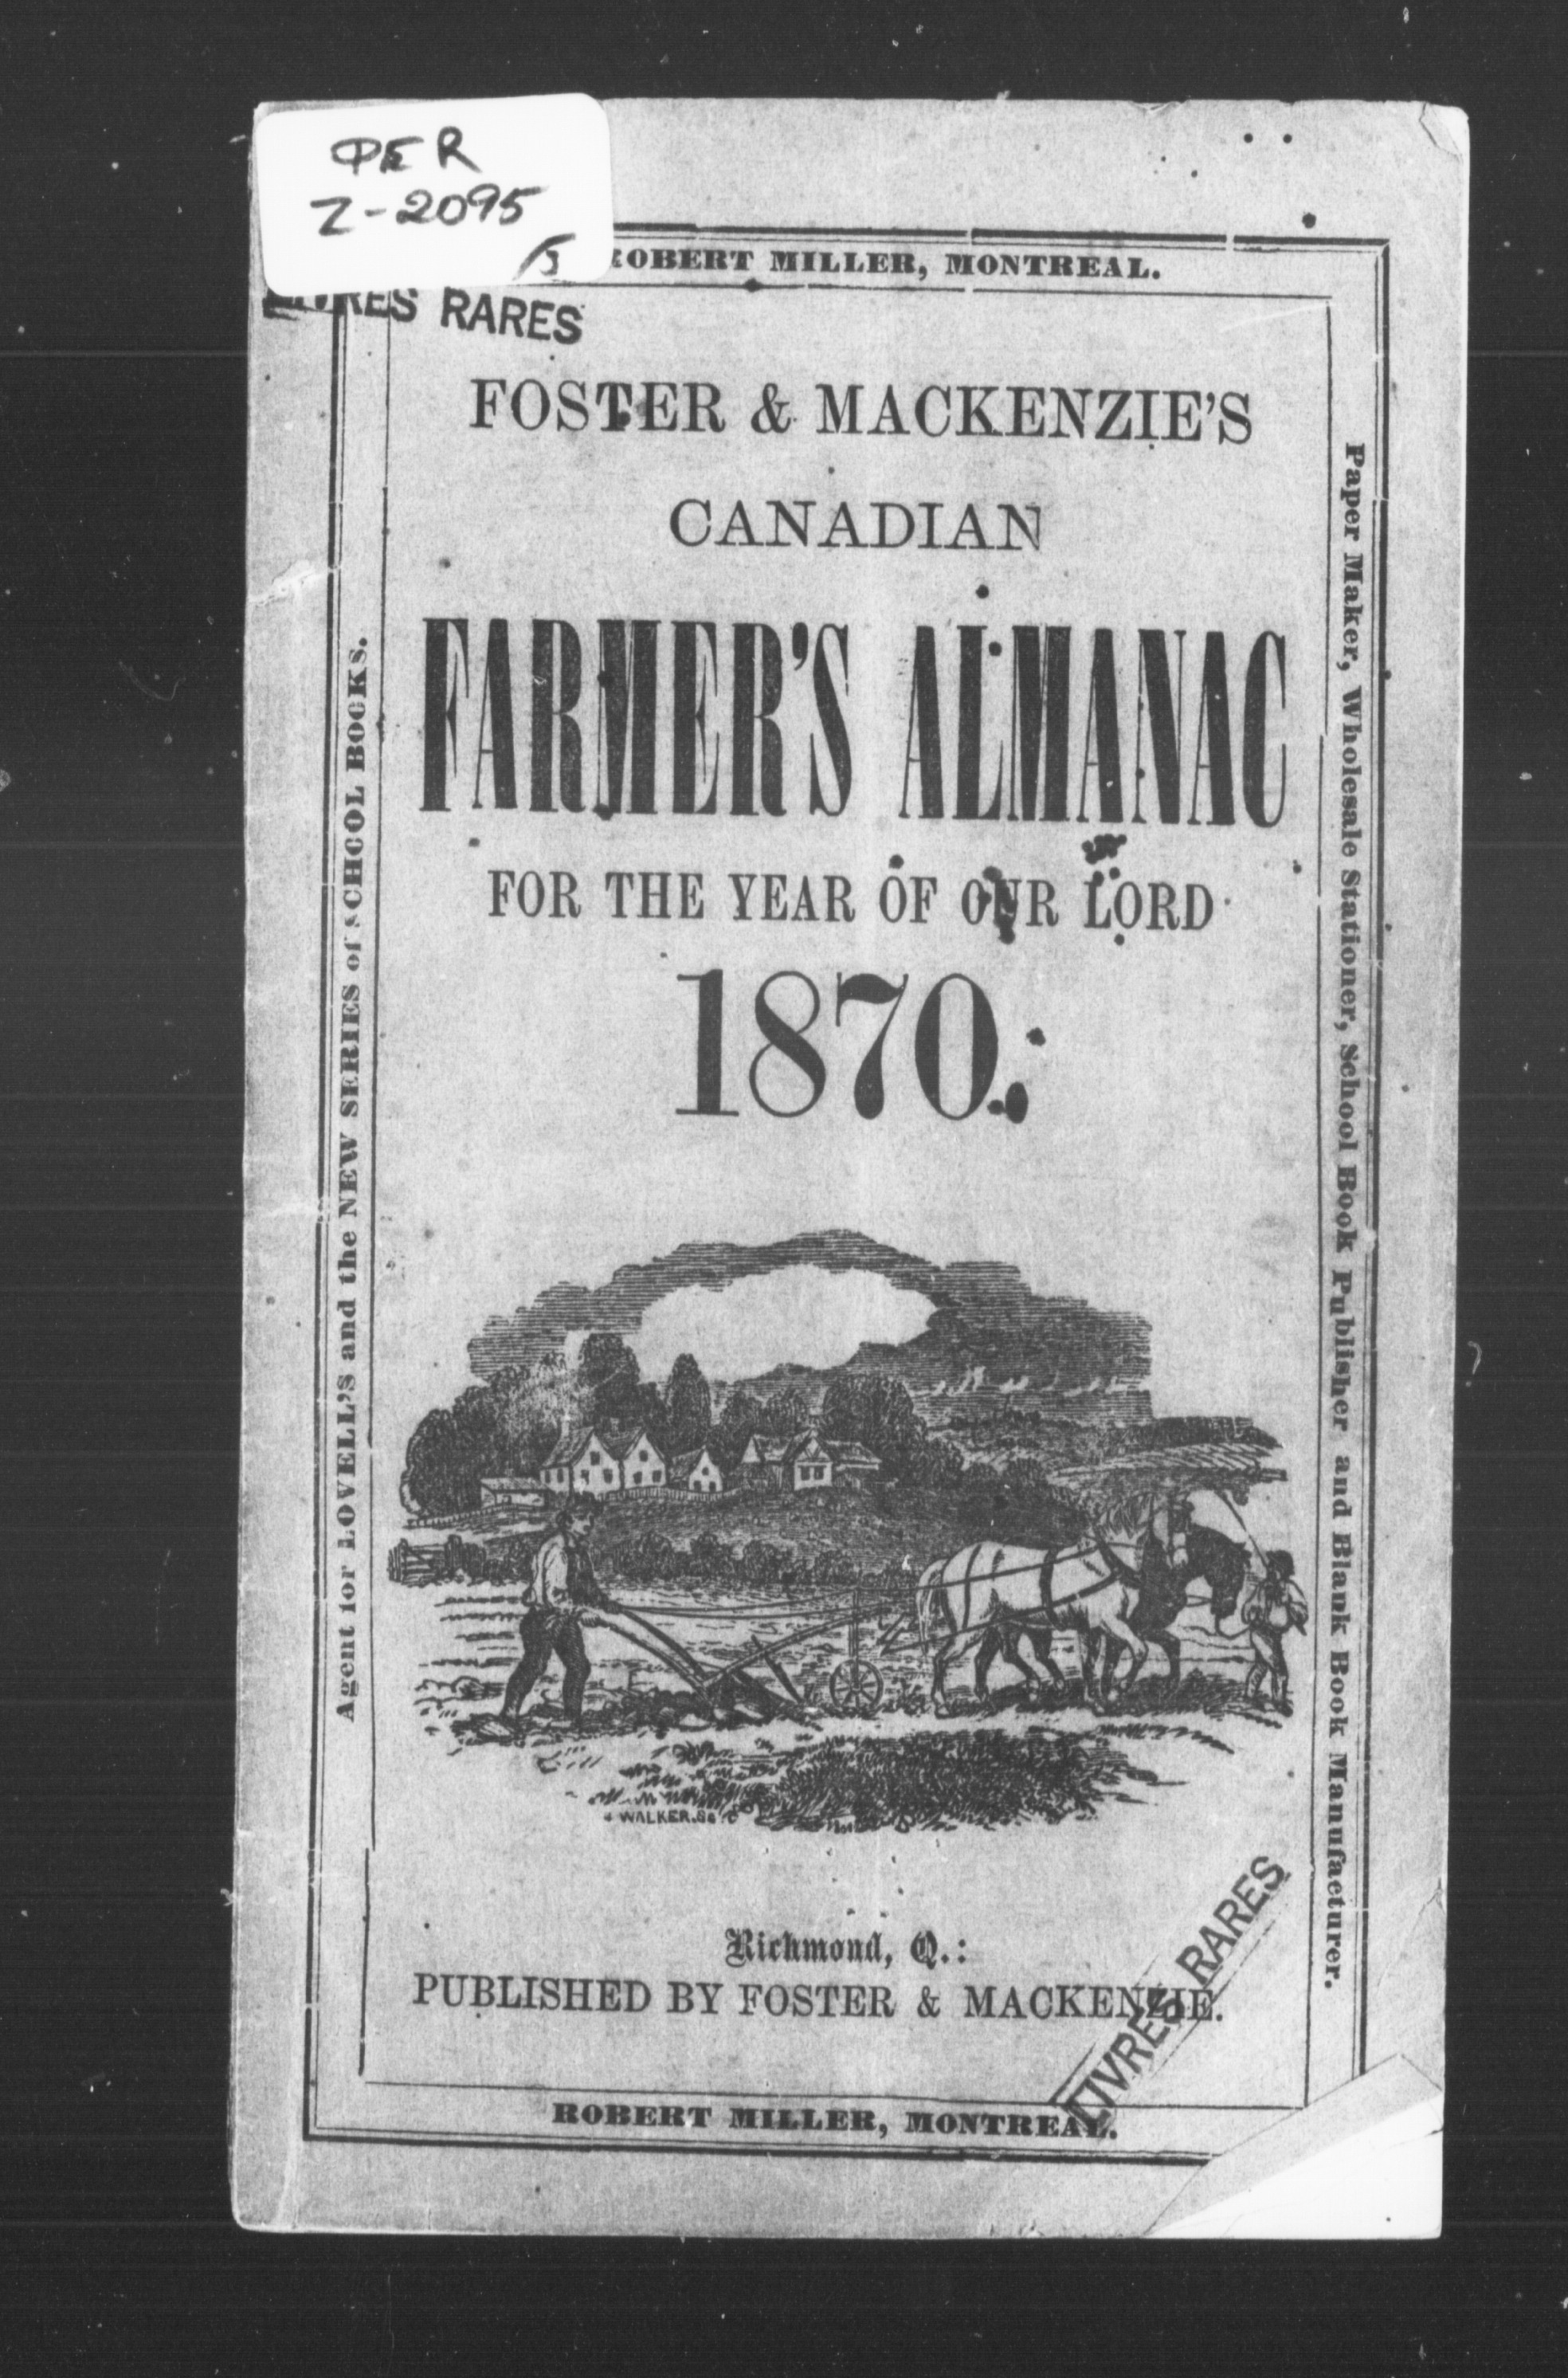 PER
Z-2095
ROBERT MILLER, MONTREAL.
LIVRES RARES
FOSTER & MACKENZIE'S
CANADIAN
FARMER'S ALMANAC
FOR THE YEAR OF OUR LORD
1870.
Agent for LOVELL'S and the NEW SERIES of SCHOOL BOOKS.
Paper Maker, Wholesale Stationer, School Book Publisher and Blank Book Manufacturer.
WALKER. Sc
Richmond, Q.:
PUBLISHED BY FOSTER & MACKENZIE.
LIVRES RARES
ROBERT MILLER, MONTREAL.